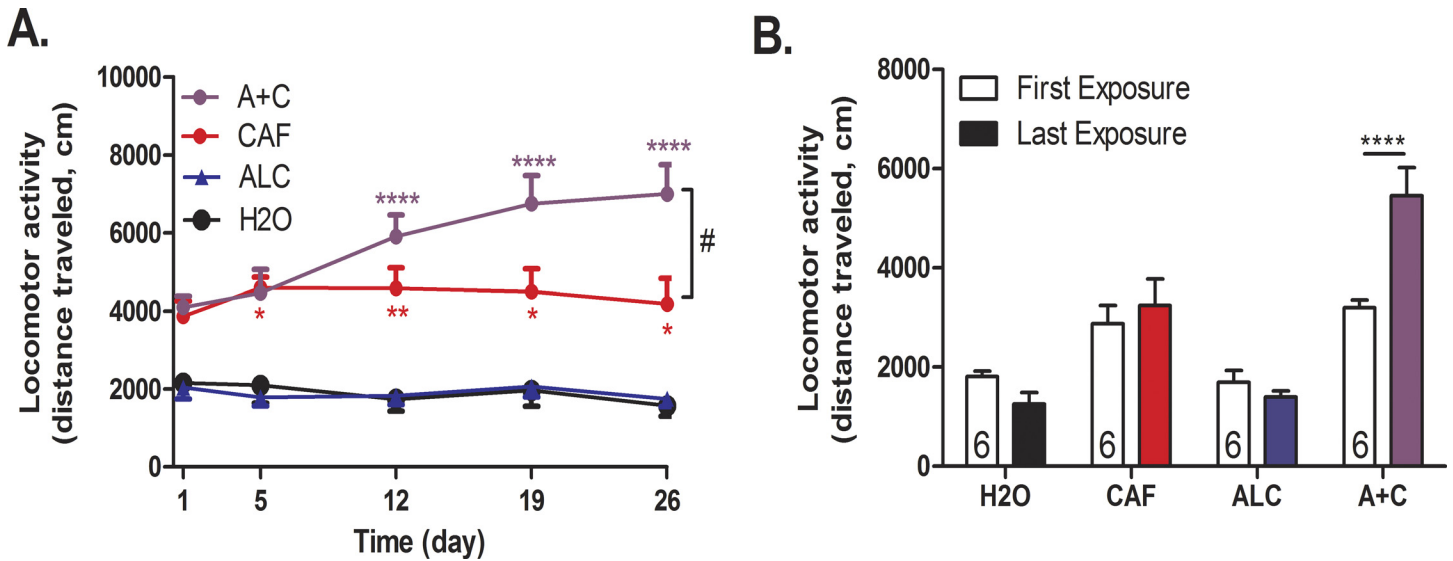 A.
Locomotor activity
(distance traveled, cm)
10000
8000
6000
4000
2000
0
A+C
CAF
ALC
H2O
****
****
****
*
**
*
*
#
1 5 12 19 26
Time (day)
B.
Locomotor activity
(distance traveled, cm)
8000
6000
4000
2000
0
First Exposure
Last Exposure
****
6 6 6 6
H2O CAF ALC A+C